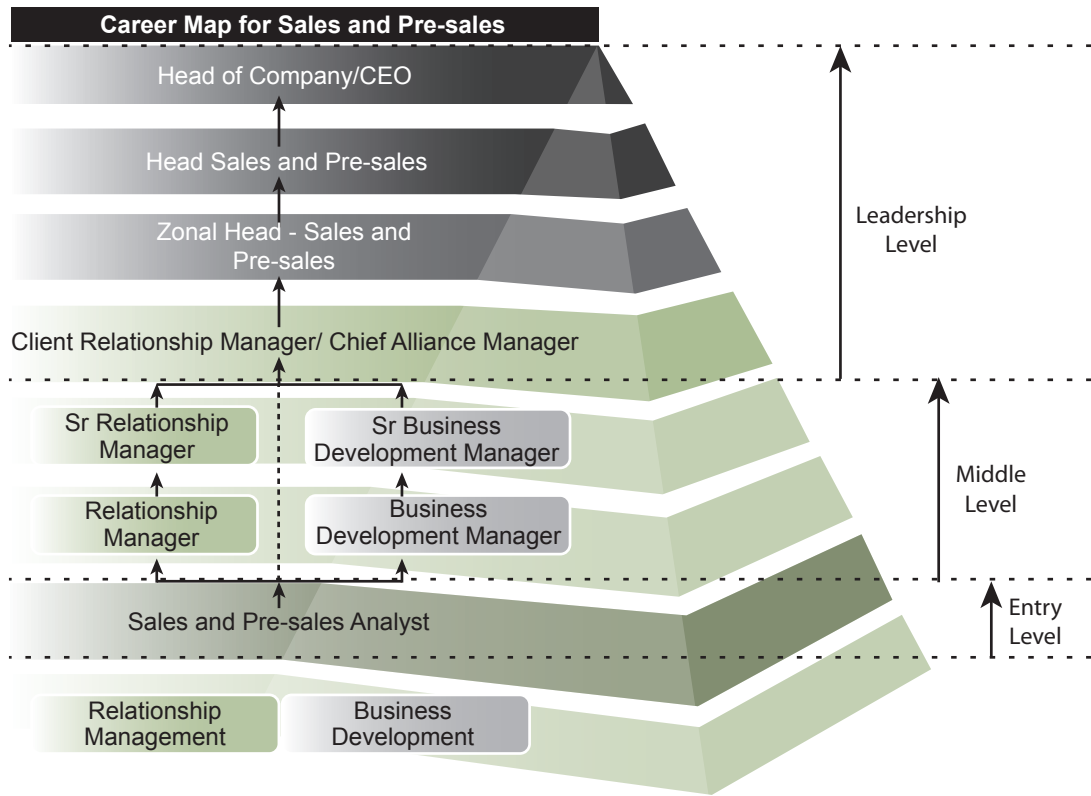 Career Map for Sales and Pre-sales
Head of Company/CEO
Head Sales and Pre-sales
Zonal Head - Sales and
Pre-sales
Leadership
Level
Client Relationship Manager/ Chief Alliance Manager
Sr Relationship
Manager
Sr Business
Development Manager
Relationship
Manager
Business
Development Manager
Middle
Level
Sales and Pre-sales Analyst
Entry
Level
Relationship
Management
Business
Development